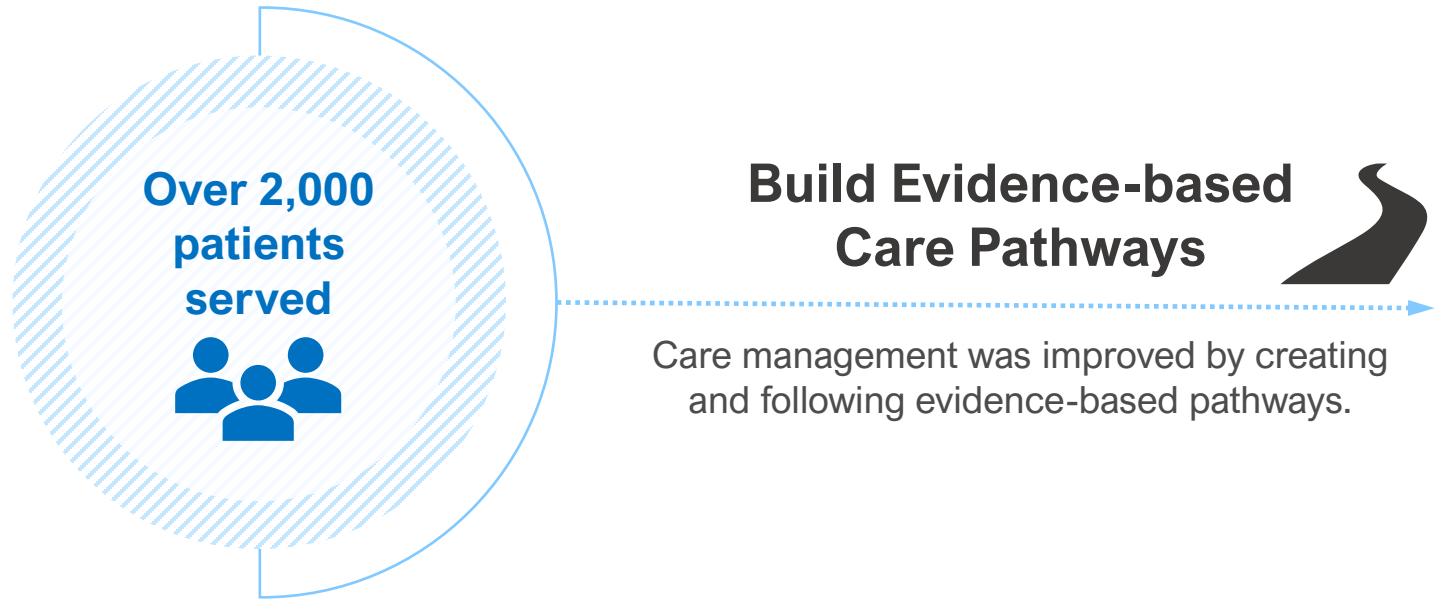 Over 2,000
patients
served
Build Evidence-based
Care Pathways
Care management was improved by creating
and following evidence-based pathways.